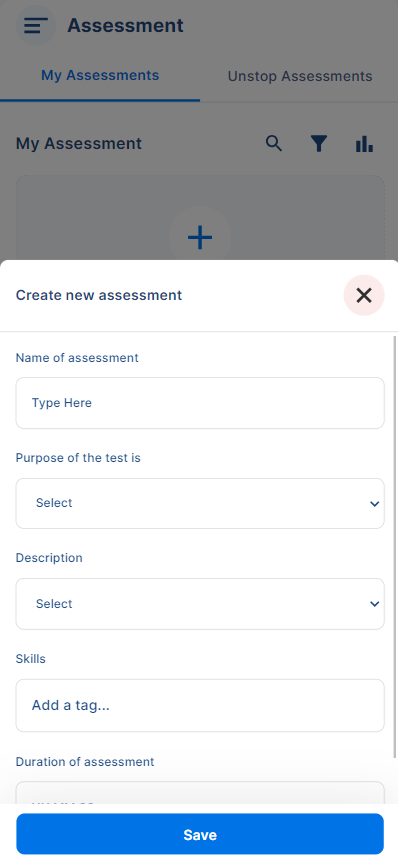 Assessment
My Assessments
Unstop Assessments
My Assessment
Create new assessment
Name of assessment
Type Here
Purpose of the test is
Select
Description
Select
Skills
Add a tag...
Duration of assessment
Save